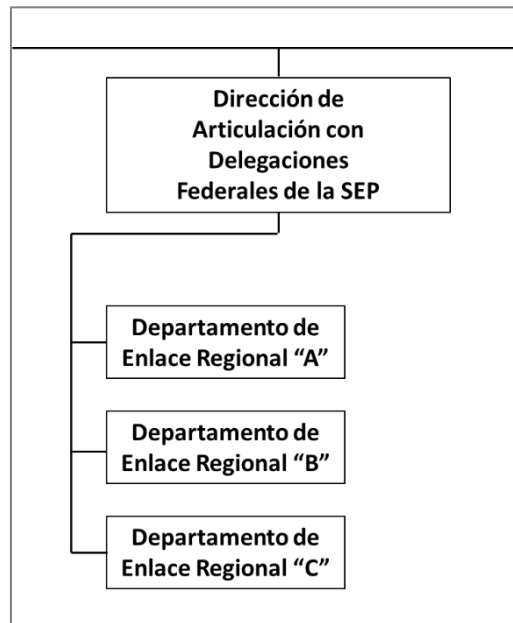 Dirección de
Articulación con
Delegaciones
Federales de la SEP
Departamento de
Enlace Regional “A”
Departamento de
Enlace Regional “B”
Departamento de
Enlace Regional “C”